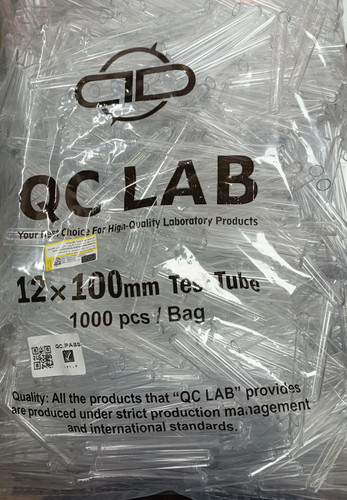 QC LAB
Your Best Choice For High-Quality Laboratory Products
12×100mm Test Tube
1000 pcs / Bag
QC.PASS
Quality: All the products that “QC LAB” provides
are produced under strict production management
and international standards.